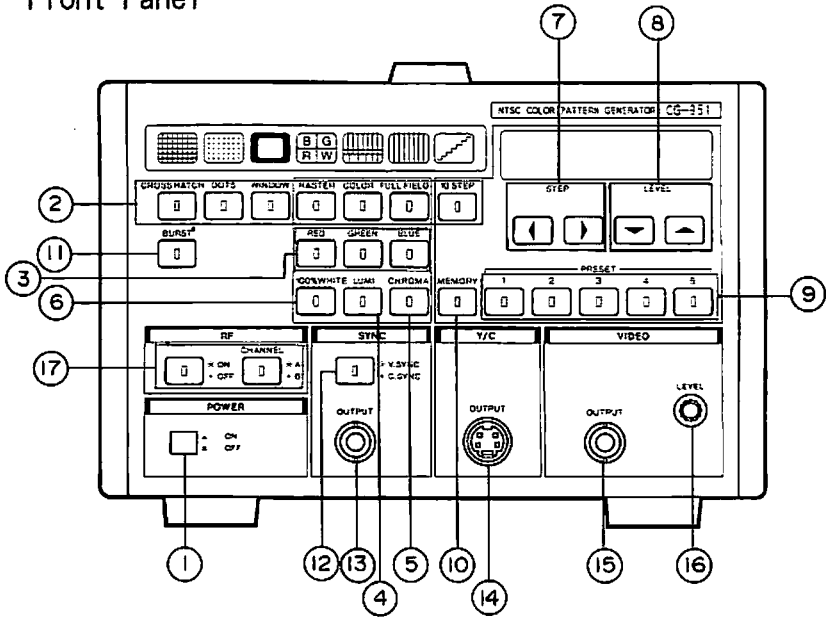 Front Panel
7 8
NTSC COLOR PATTERN GENERATOR CG-951
B G
R W
STEP LEVEL
CROSSHATCH DOTS WINDOW RASTER COLOR FULL FIELD 10 STEP
2
BURST
11
RED GREEN BLUE
3
100%WHITE LUMI CHROMA MEMORY
6
PRESET
1 2 3 4 5
9
RF SYNC Y/C VIDEO
CHANNEL
17
ON
OFF
A
B
V.SYNC
C.SYNC
LEVEL
POWER
ON
OFF
OUTPUT OUTPUT OUTPUT
1 12 13 5 10 15 16
4 14